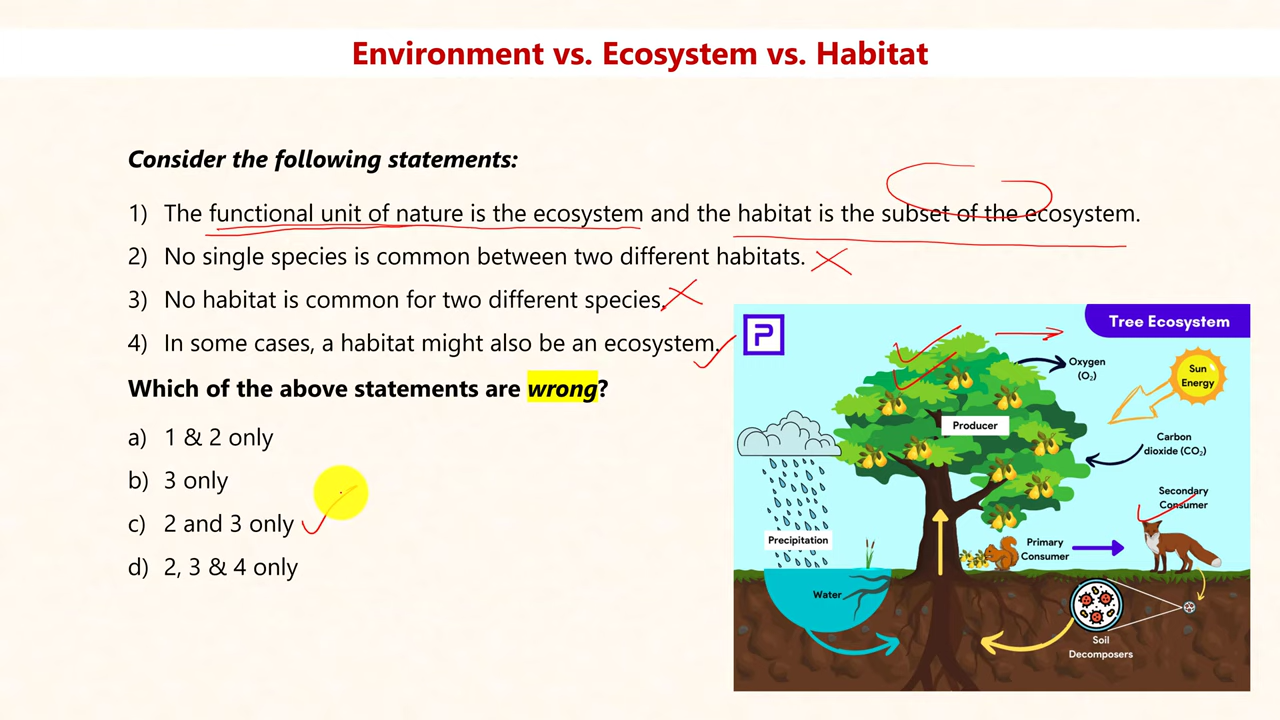 Environment vs. Ecosystem vs. Habitat
Consider the following statements:
1) The functional unit of nature is the ecosystem and the habitat is the subset of the ecosystem.
2) No single species is common between two different habitats.
3) No habitat is common for two different species.
4) In some cases, a habitat might also be an ecosystem.
Which of the above statements are wrong?
a) 1 & 2 only
b) 3 only
c) 2 and 3 only
d) 2, 3 & 4 only
P
Tree Ecosystem
Oxygen
(O₂)
Sun
Energy
Producer
Carbon
dioxide (CO₂)
Secondary
Consumer
Precipitation
Primary
Consumer
Water
Soil
Decomposers